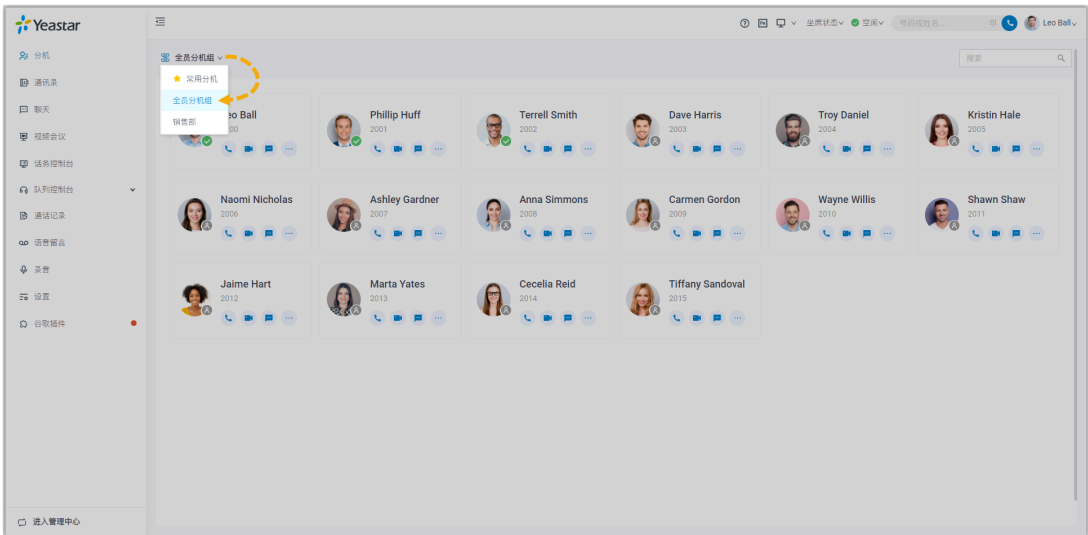 Yeastar
坐席状态
空闲
号码或姓名...
Leo Ball
分机
通讯录
聊天
视频会议
话务控制台
队列控制台
通话记录
语音留言
录音
设置
谷歌插件
进入管理中心
全员分机组
搜索
常用分机
全员分机组
销售部
eo Ball
00
Phillip Huff
2001
Terrell Smith
2002
Dave Harris
2003
Troy Daniel
2004
Kristin Hale
2005
Naomi Nicholas
2006
Ashley Gardner
2007
Anna Simmons
2008
Carmen Gordon
2009
Wayne Willis
2010
Shawn Shaw
2011
Jaime Hart
2012
Marta Yates
2013
Cecelia Reid
2014
Tiffany Sandoval
2015